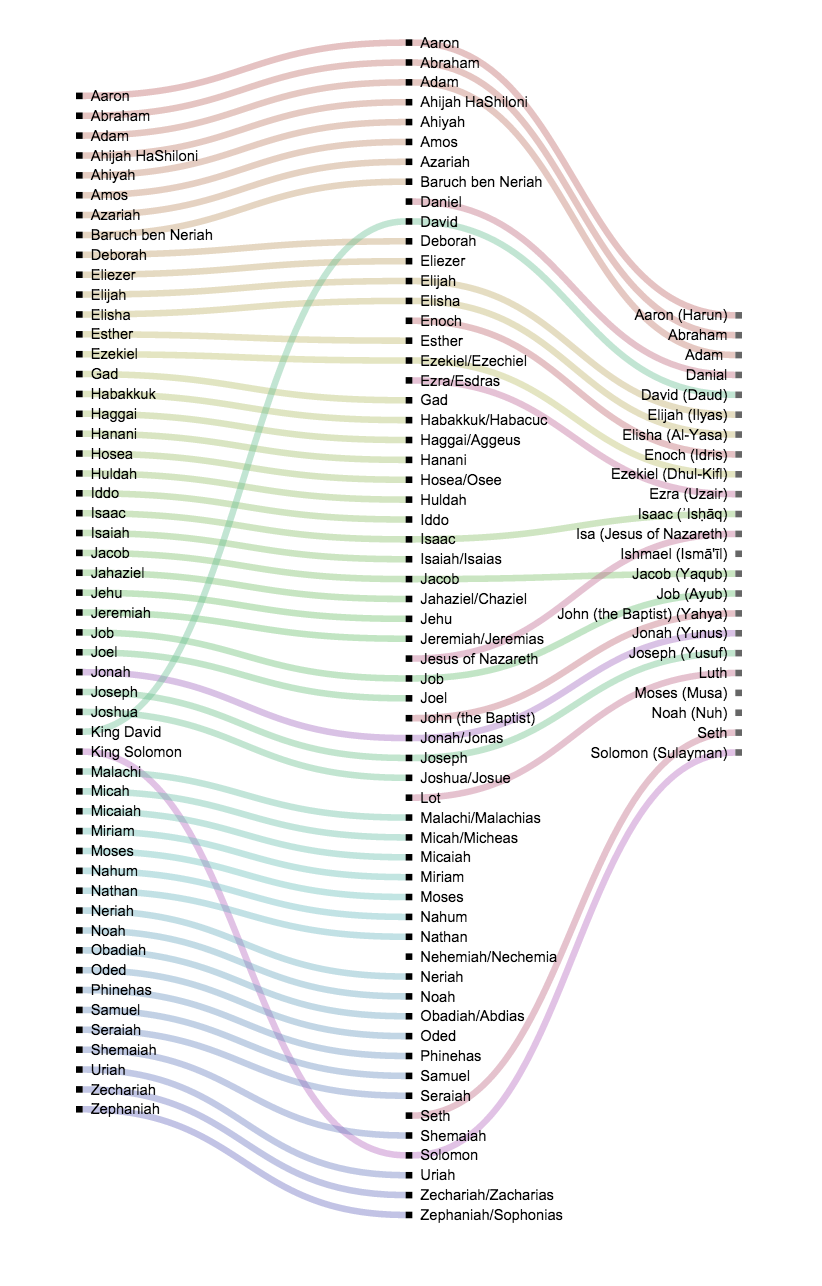 Aaron
Abraham
Adam
Ahijah HaShiloni
Ahiyah
Amos
Azariah
Baruch ben Neriah
Deborah
Eliezer
Elijah
Elisha
Esther
Ezekiel
Gad
Habakkuk
Haggai
Hanani
Hosea
Huldah
Iddo
Isaac
Isaiah
Jacob
Jahaziel
Jehu
Jeremiah
Job
Joel
Jonah
Joseph
Joshua
King David
King Solomon
Malachi
Micah
Micaiah
Miriam
Moses
Nahum
Nathan
Neriah
Noah
Obadiah
Oded
Phinehas
Samuel
Seraiah
Shemaiah
Uriah
Zechariah
Zephaniah
Aaron
Abraham
Adam
Ahijah HaShiloni
Ahiyah
Amos
Azariah
Baruch ben Neriah
Daniel
David
Deborah
Eliezer
Elijah
Elisha
Enoch
Esther
Ezekiel/Ezechiel
Ezra/Esdras
Gad
Habakkuk/Habacuc
Haggai/Aggeus
Hanani
Hosea/Osee
Huldah
Iddo
Isaac
Isaiah/Isaias
Jacob
Jahaziel/Chaziel
Jehu
Jeremiah/Jeremias
Jesus of Nazareth
Job
Joel
John (the Baptist)
Jonah/Jonas
Joseph
Joshua/Josue
Lot
Malachi/Malachias
Micah/Micheas
Micaiah
Miriam
Moses
Nahum
Nathan
Nehemiah/Nechemia
Neriah
Noah
Obadiah/Abdias
Oded
Phinehas
Samuel
Seraiah
Seth
Shemaiah
Solomon
Uriah
Zechariah/Zacharias
Zephaniah/Sophonias
Aaron (Harun)
Abraham
Adam
Danial
David (Daud)
Elijah (Ilyas)
Elisha (Al-Yasa)
Enoch (Idris)
Ezekiel (Dhul-Kifl)
Ezra (Uzair)
Isaac (ʾIsḥāq)
Isa (Jesus of Nazareth)
Ishmael (Ismā'īl)
Jacob (Yaqub)
Job (Ayub)
John (the Baptist) (Yahya)
Jonah (Yunus)
Joseph (Yusuf)
Luth
Moses (Musa)
Noah (Nuh)
Seth
Solomon (Sulayman)